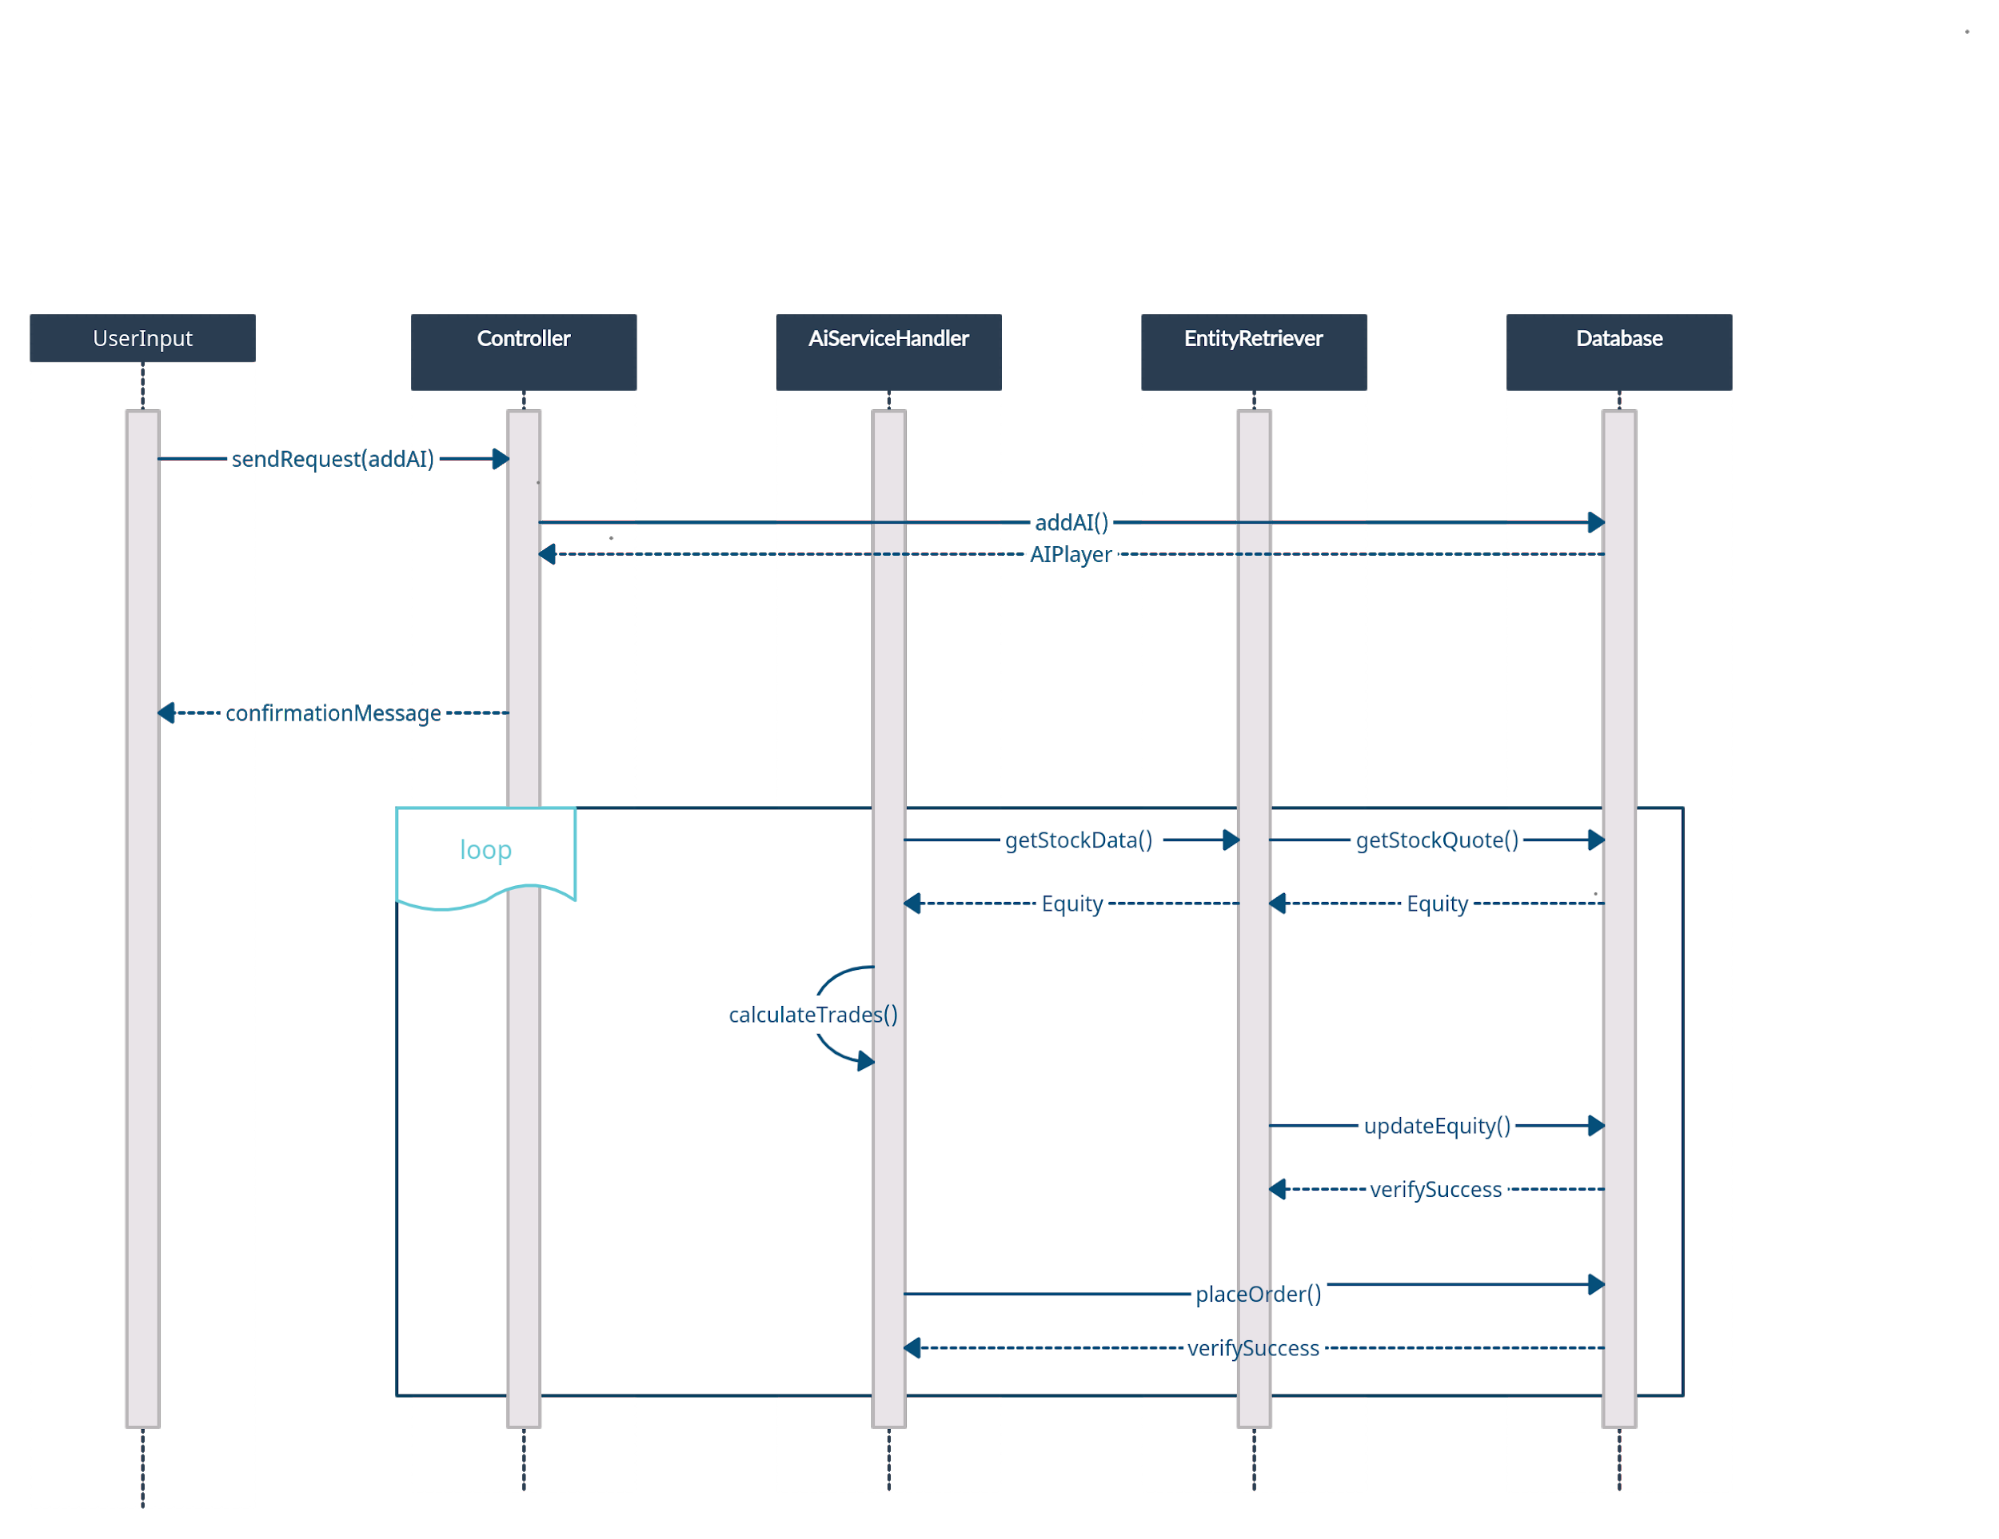 UserInput
Controller
AiServiceHandler
EntityRetriever
Database
sendRequest(addAI)
addAI()
AIPlayer
confirmationMessage
loop
getStockData()
getStockQuote()
Equity
Equity
calculateTrades()
updateEquity()
verifySuccess
placeOrder()
verifySuccess